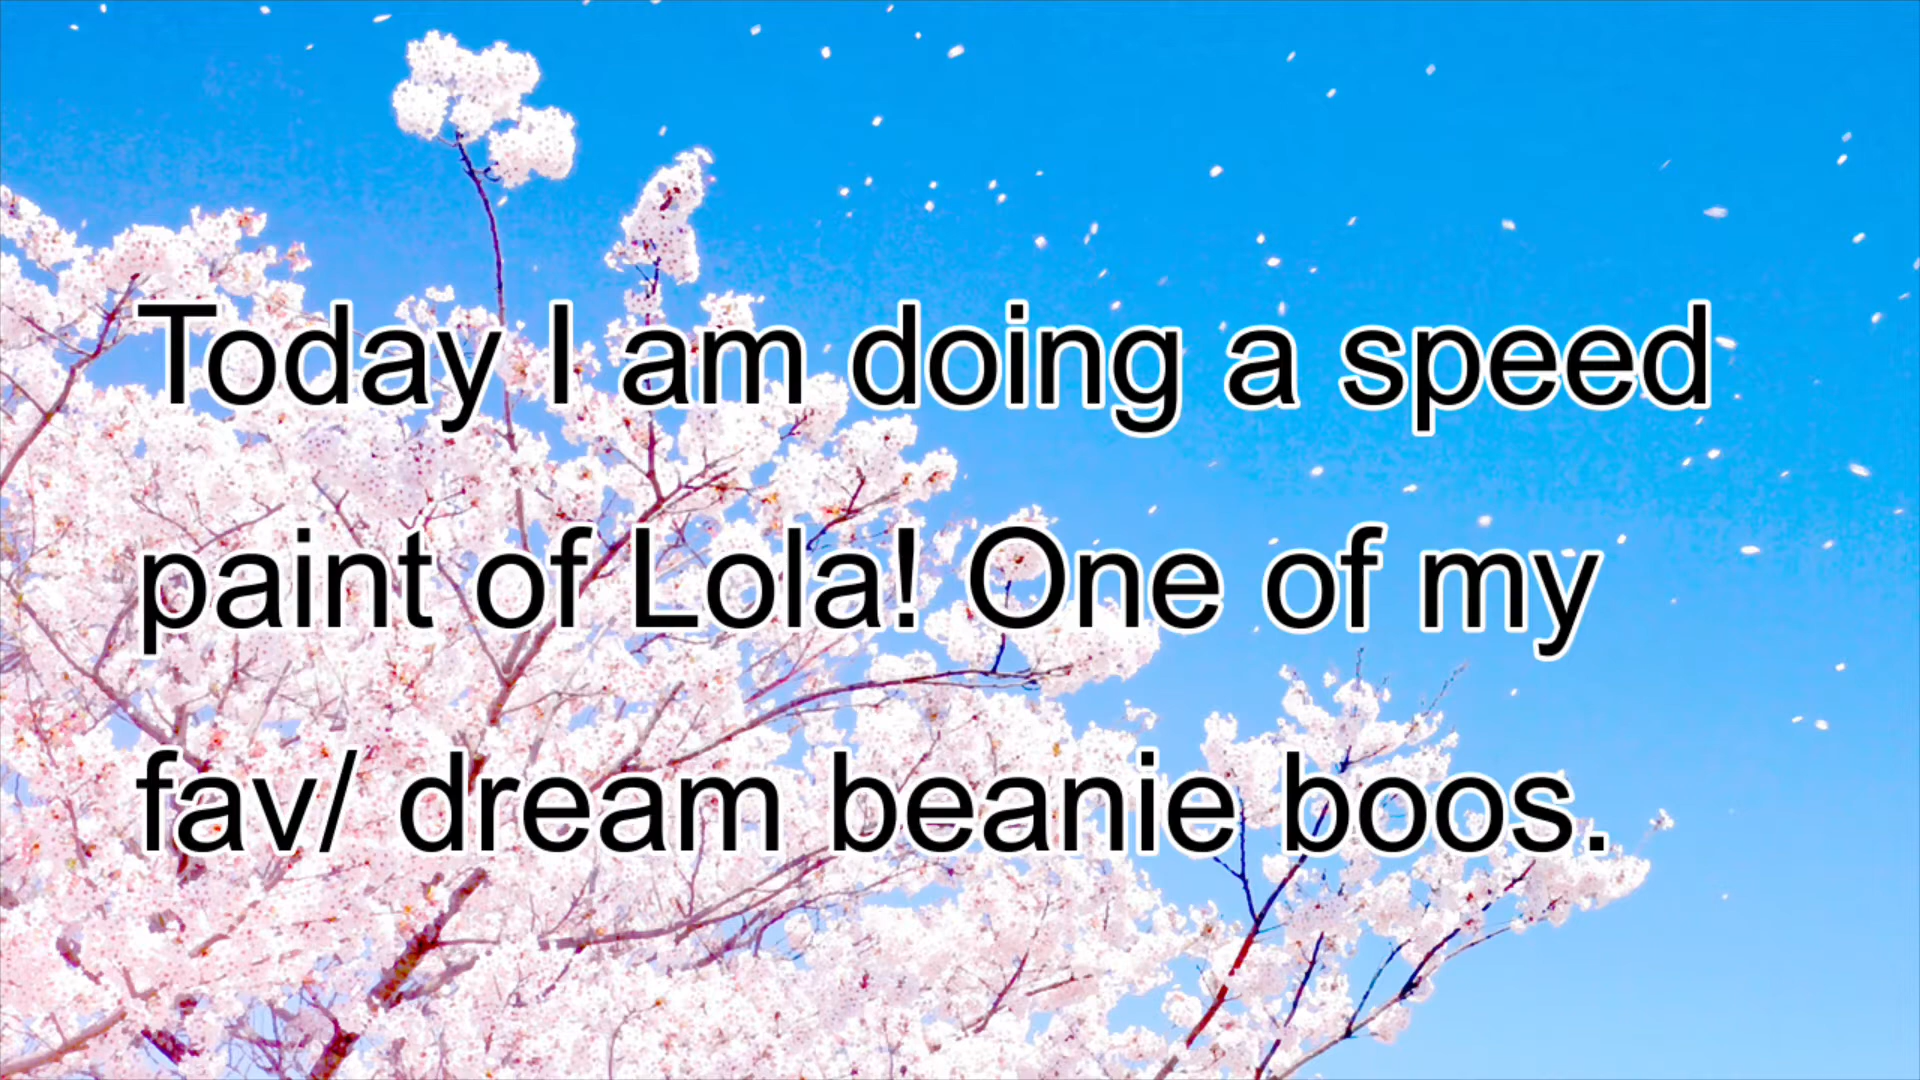 Today I am doing a speed
paint of Lola! One of my
fav/ dream beanie boos.